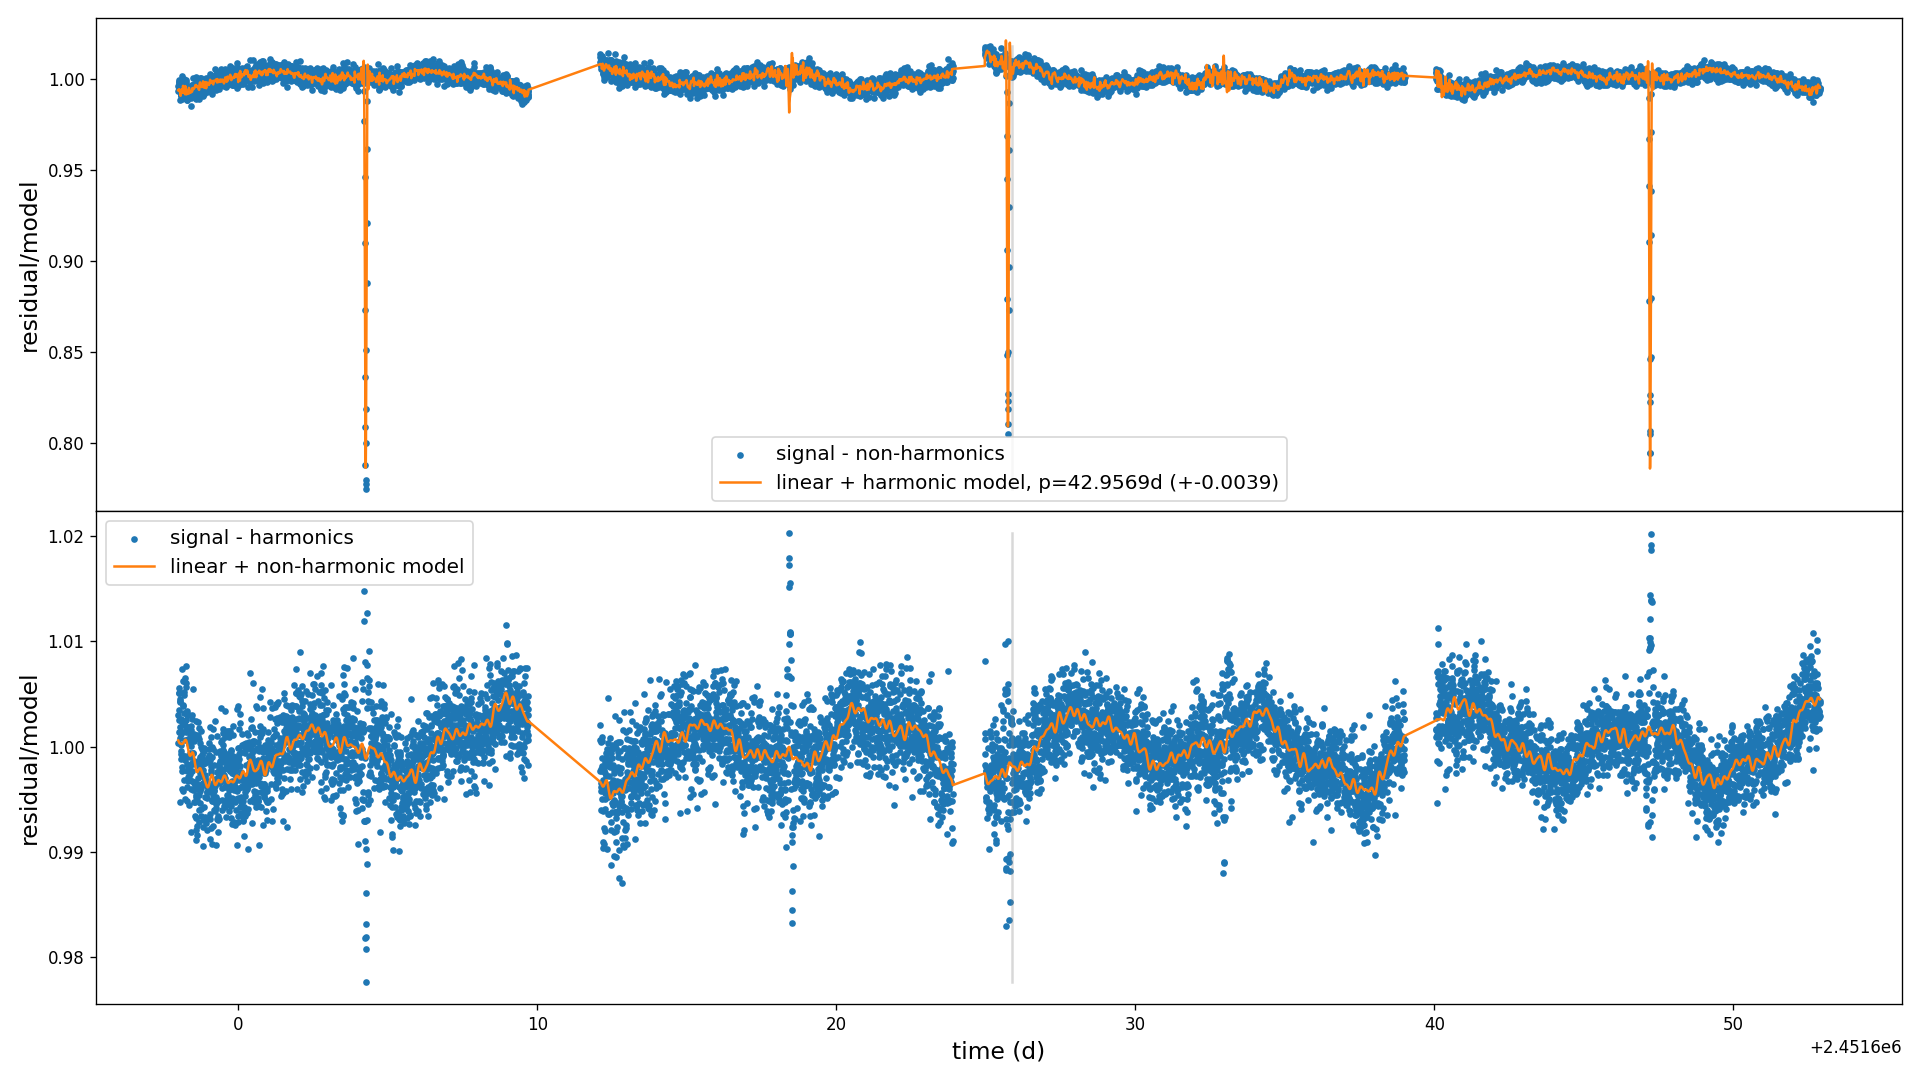 1.00
0.95
0.90
0.85
0.80
residual/model
signal - non-harmonics
linear + harmonic model, p=42.9569d (+-0.0039)
signal - harmonics
linear + non-harmonic model
1.02
1.01
1.00
0.99
0.98
residual/model
0 10 20 30 40 50
time (d)
+2.4516e6